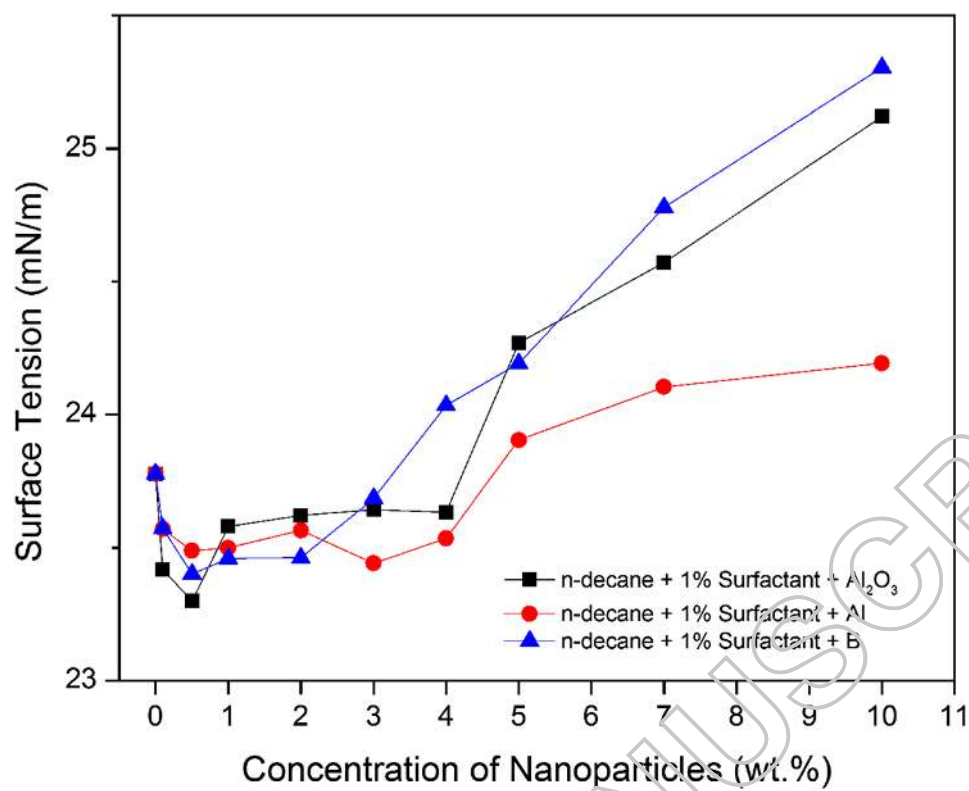 25
24
23
Surface Tension (mN/m)
n-decane + 1% Surfactant + Al₂O₃
n-decane + 1% Surfactant + Al
n-decane + 1% Surfactant + B
0 1 2 3 4 5 6 7 8 9 10 11
Concentration of Nanoparticles (wt.%)